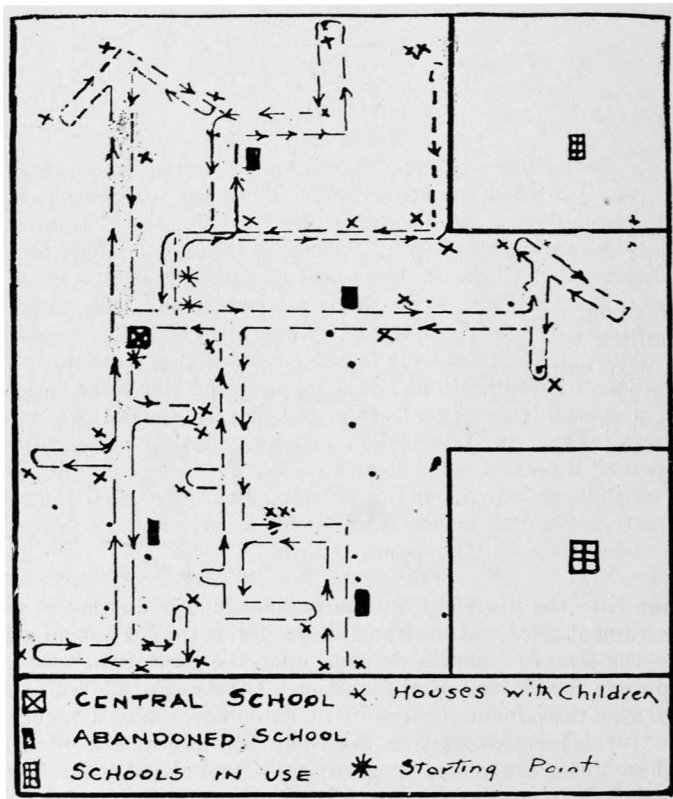 CENTRAL SCHOOL
ABANDONED SCHOOL
SCHOOLS IN USE
Houses with Children
Starting Point